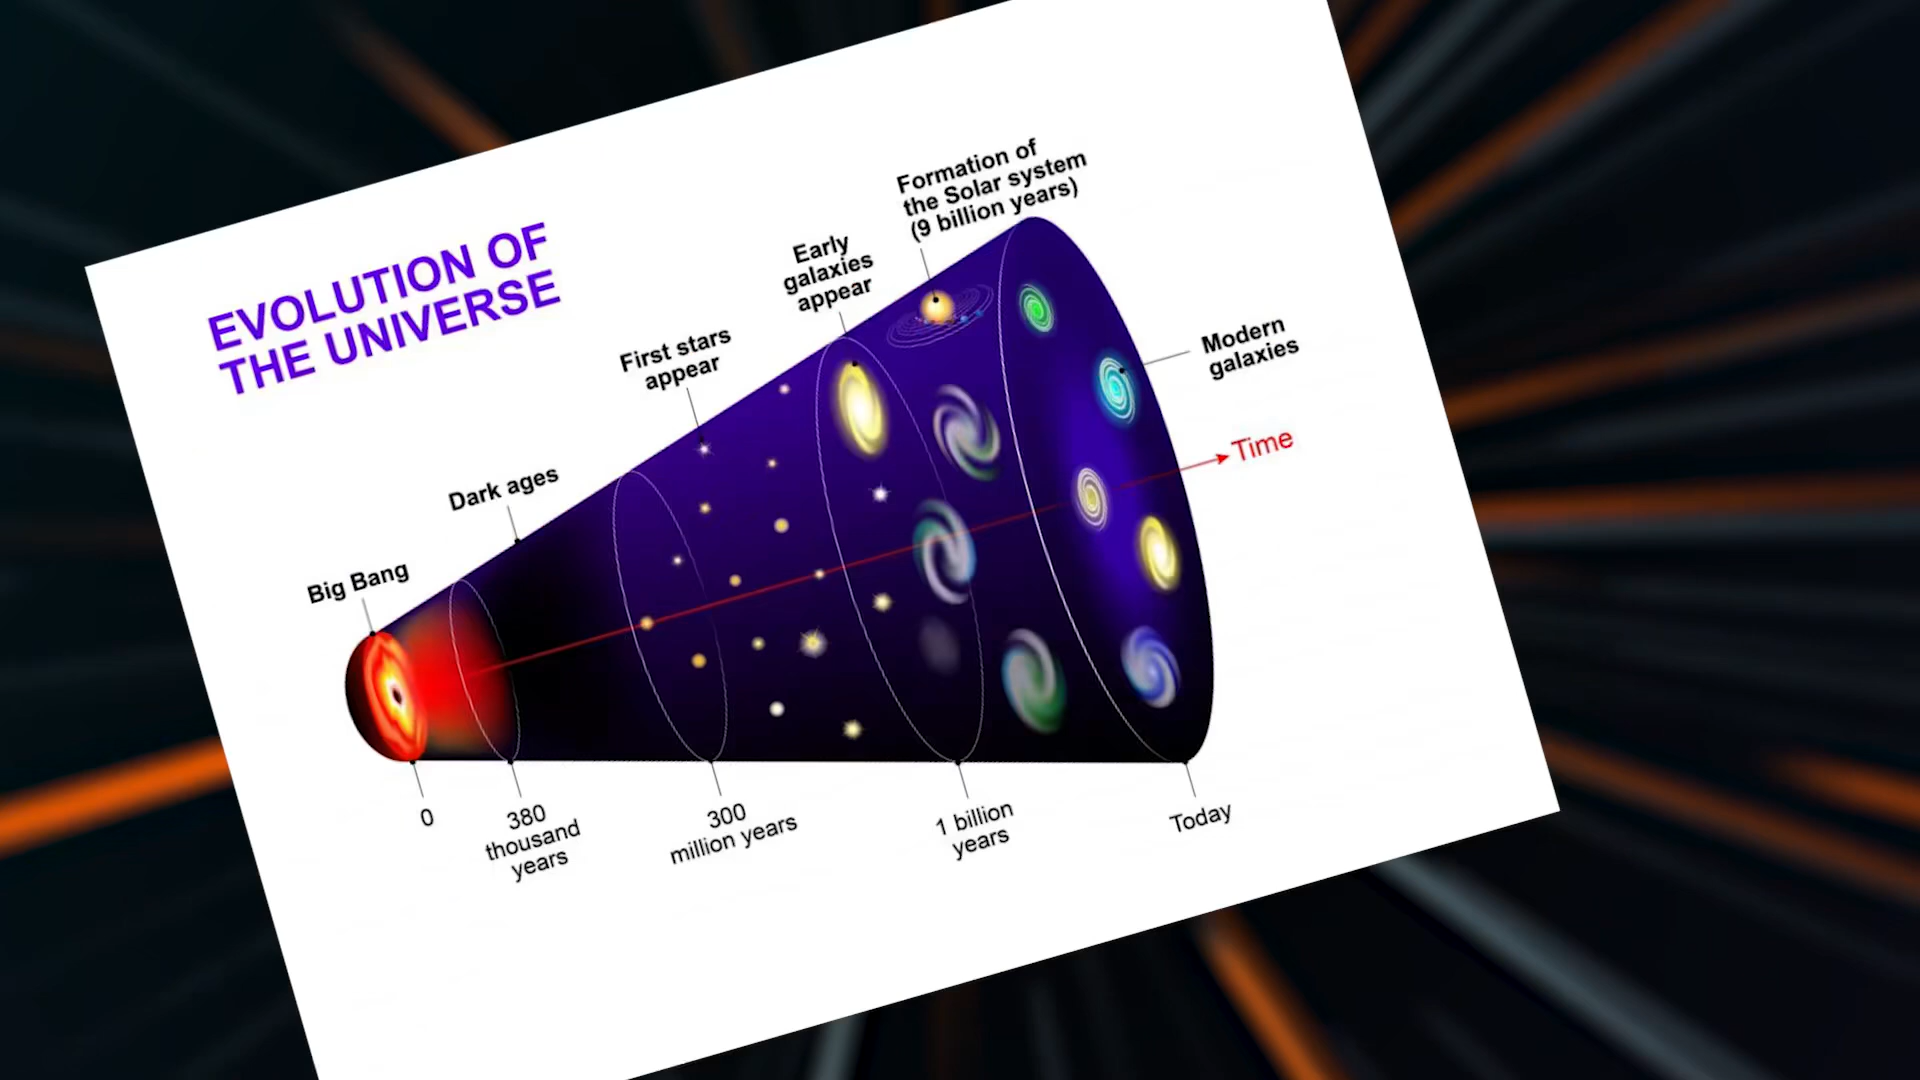 EVOLUTION OF
THE UNIVERSE
Big Bang
Dark ages
First stars
appear
Early
galaxies
appear
Formation of
the Solar system
(9 billion years)
Modern
galaxies
Time
0
380
thousand
years
300
million years
1 billion
years
Today